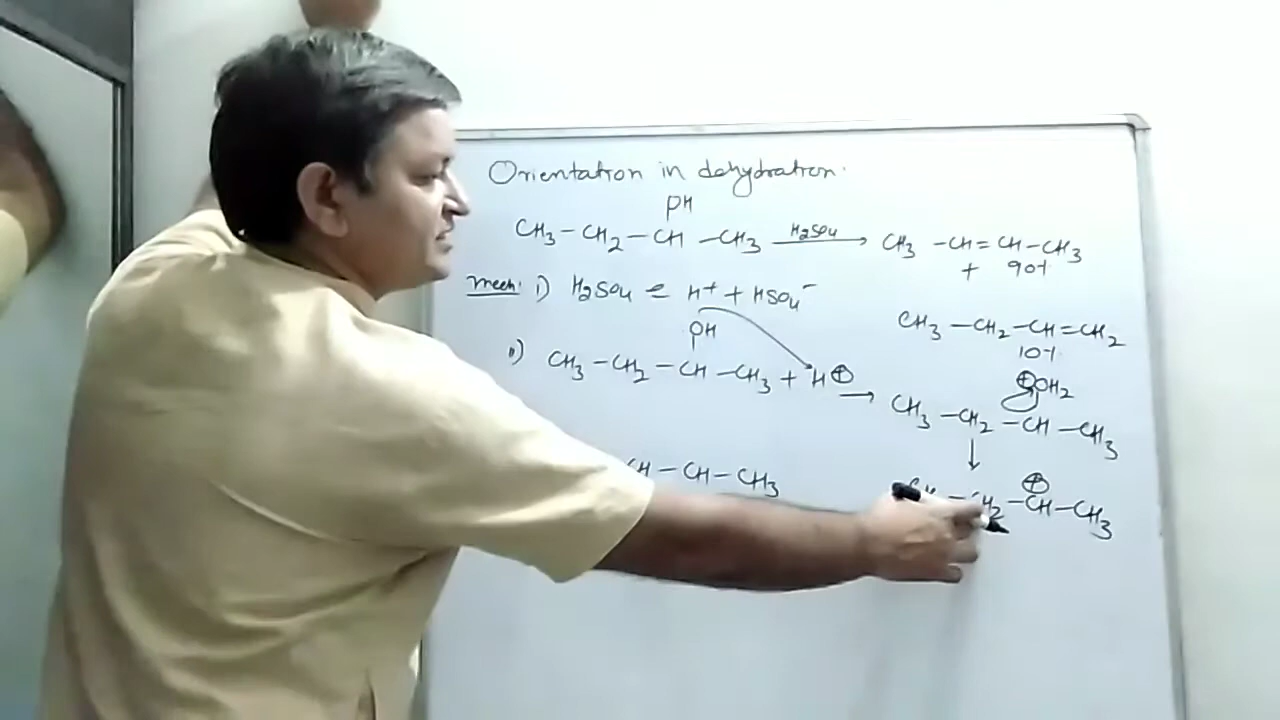 Orientation in dehydration.
OH
CH3 - CH2 - CH - CH3 H2SO4 → CH3 - CH = CH - CH3
+ 90%
Mech: i) H2SO4 ⇌ H+ + HSO4-
CH3 - CH2 - CH = CH2
10%
OH
ii) CH3 - CH2 - CH - CH3 + H⊕ →
⊕OH2
CH3 - CH2 - CH - CH3
↓
CH - CH - CH3
⊕
CH2 - CH - CH3